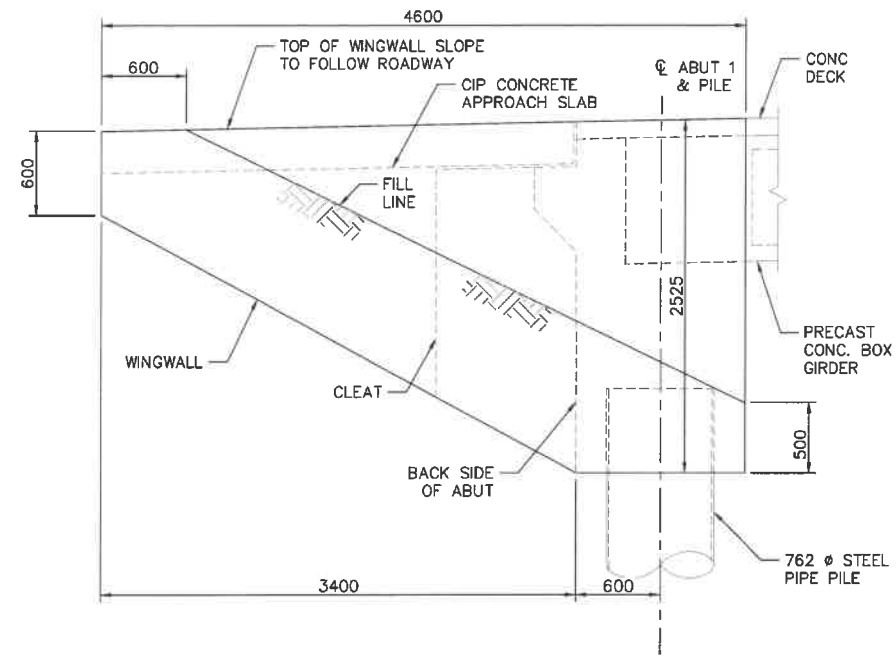 4600
600
TOP OF WINGWALL SLOPE
TO FOLLOW ROADWAY
CIP CONCRETE
APPROACH SLAB
℄ ABUT 1
& PILE
CONC
DECK
600
FILL
LINE
2525
WINGWALL
CLEAT
PRECAST
CONC. BOX
GIRDER
500
BACK SIDE
OF ABUT
762 ø STEEL
PIPE PILE
3400
600